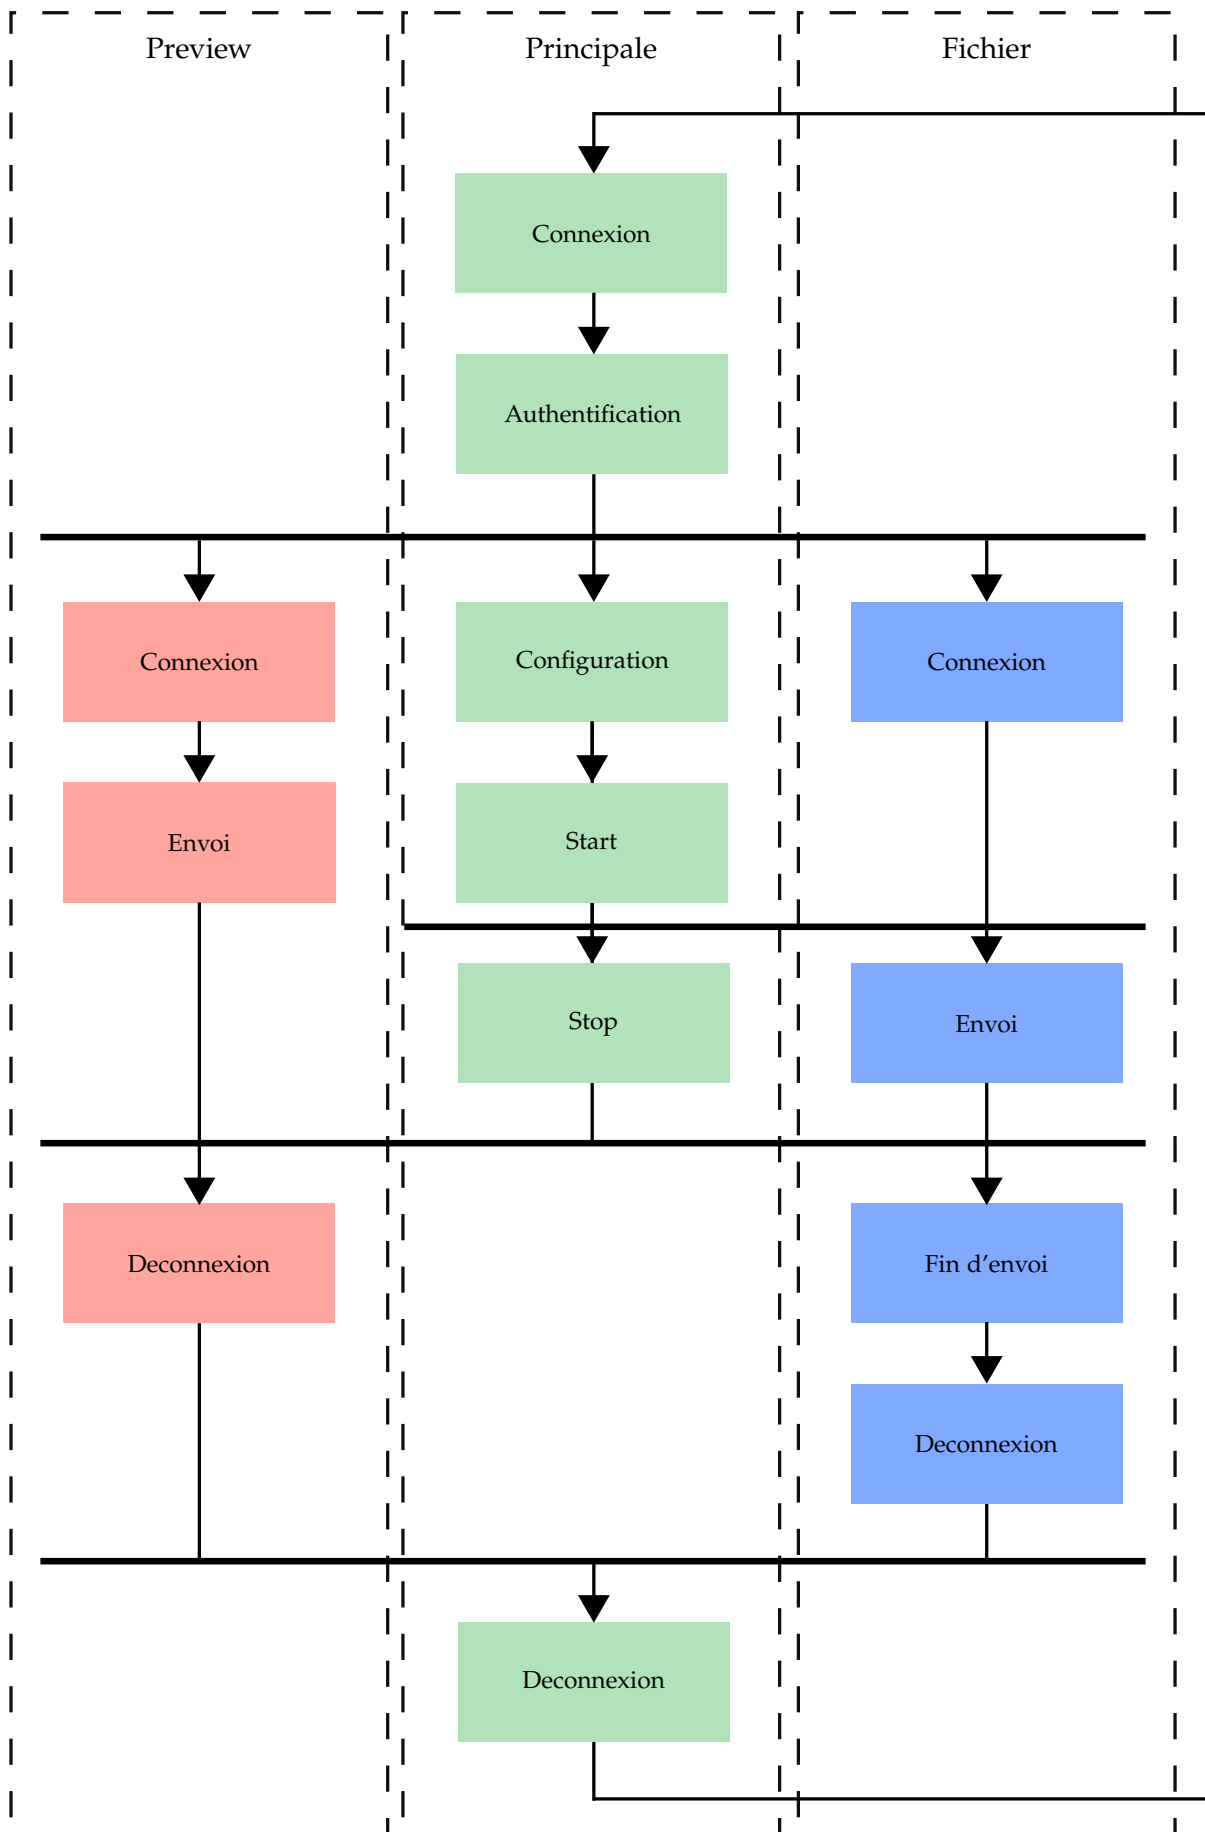 Preview
Principale
Fichier
Connexion
Authentification
Connexion
Configuration
Connexion
Envoi
Start
Stop
Envoi
Deconnexion
Fin d'envoi
Deconnexion
Deconnexion